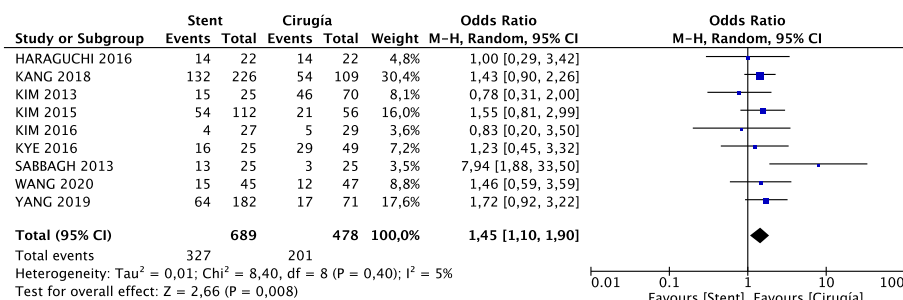 Stent Cirugía Odds Ratio Odds Ratio
Study or Subgroup Events Total Events Total Weight M-H, Random, 95% CI M-H, Random, 95% CI
HARAGUCHI 2016 14 22 14 22 4,8% 1,00 [0,29, 3,42]
KANG 2018 132 226 54 109 30,4% 1,43 [0,90, 2,26]
KIM 2013 15 25 46 70 8,1% 0,78 [0,31, 2,00]
KIM 2015 54 112 21 56 16,0% 1,55 [0,81, 2,99]
KIM 2016 4 27 5 29 3,6% 0,83 [0,20, 3,50]
KYE 2016 16 25 29 49 7,2% 1,23 [0,45, 3,32]
SABBAGH 2013 13 25 3 25 3,5% 7,94 [1,88, 33,50]
WANG 2020 15 45 12 47 8,8% 1,46 [0,59, 3,59]
YANG 2019 64 182 17 71 17,6% 1,72 [0,92, 3,22]
Total (95% CI) 689 478 100,0% 1,45 [1,10, 1,90]
Total events 327 201
Heterogeneity: Tau² = 0,01; Chi² = 8,40, df = 8 (P = 0,40); I² = 5%
Test for overall effect: Z = 2,66 (P = 0,008)
0.01 0.1 1 10 100
Favours [Stent] Favours [Cirugía]